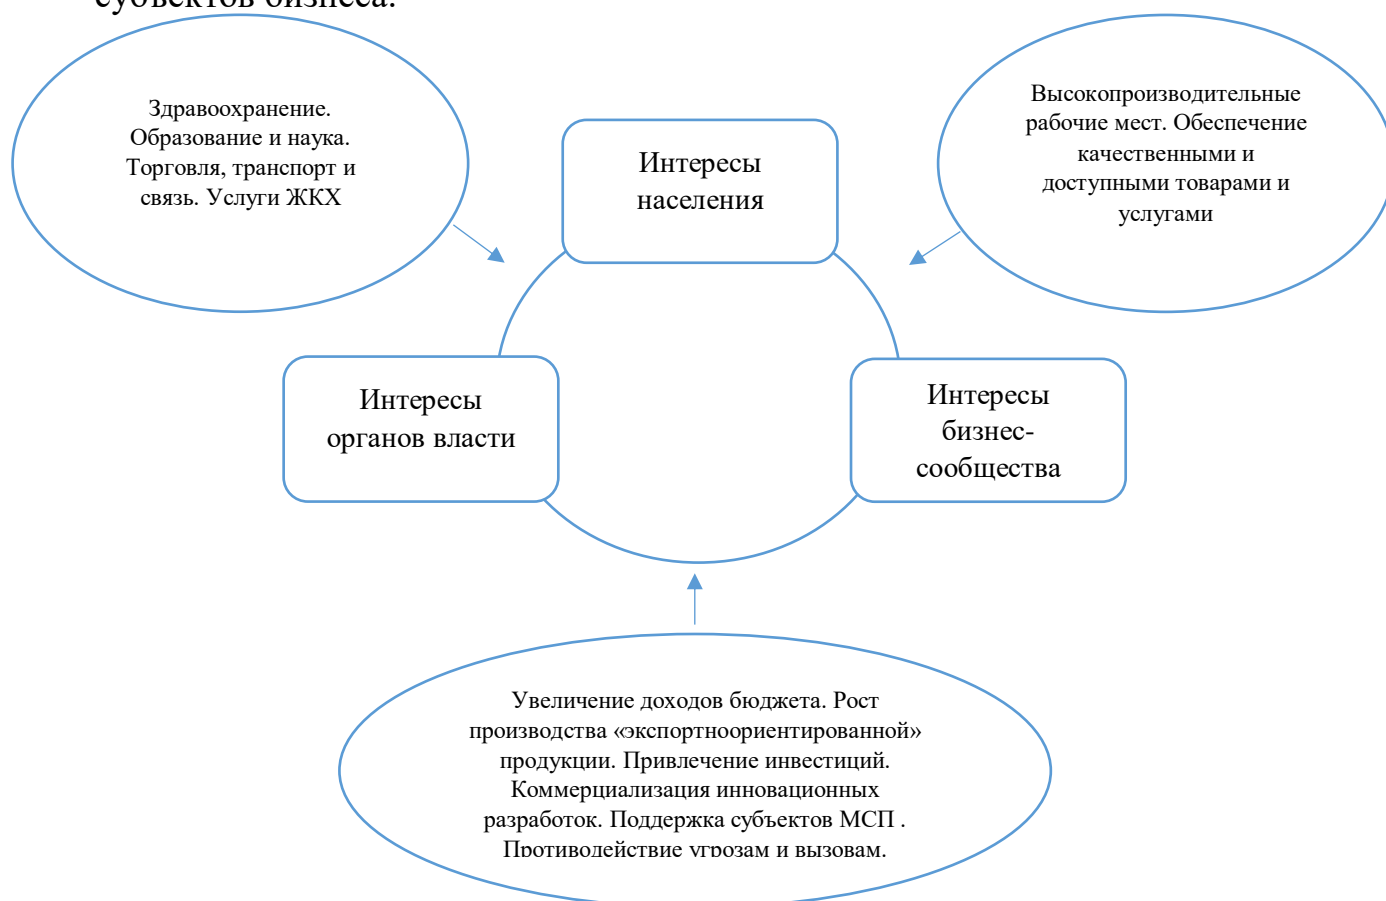 субъектов бизнеса.
Здравоохранение.
Образование и наука.
Торговля, транспорт и
связь. Услуги ЖКХ
Интересы
населения
Высокопроизводительные
рабочие мест. Обеспечение
качественными и
доступными товарами и
услугами
Интересы
органов власти
Интересы
бизнес-
сообщества
Увеличение доходов бюджета. Рост
производства «экспортноориентированной»
продукции. Привлечение инвестиций.
Коммерциализация инновационных
разработок. Поддержка субъектов МСП .
Противодействие угрозам и вызовам.